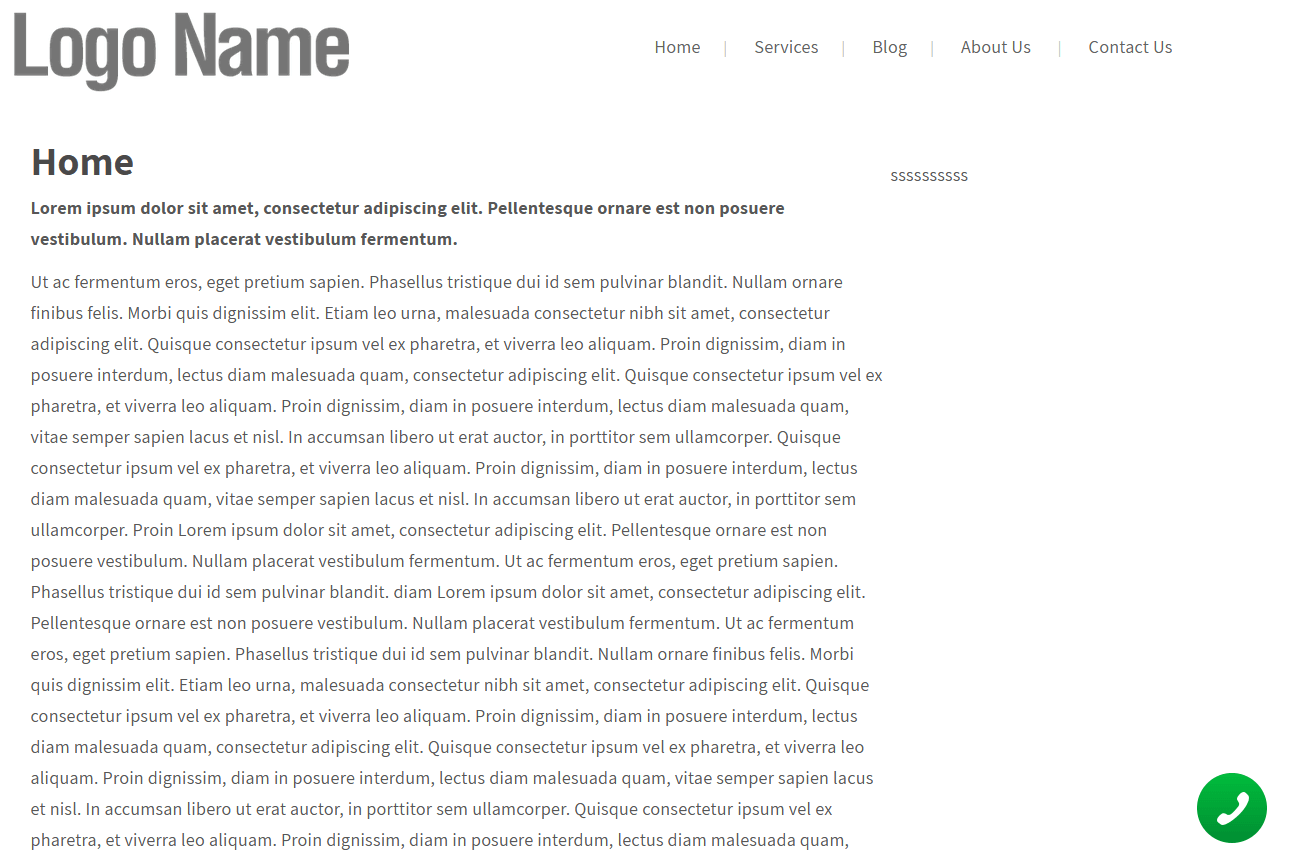 Logo Name
Home | Services | Blog | About Us | Contact Us
Home
ssssssssss
Lorem ipsum dolor sit amet, consectetur adipiscing elit. Pellentesque ornare est non posuere
vestibulum. Nullam placerat vestibulum fermentum.
Ut ac fermentum eros, eget pretium sapien. Phasellus tristique dui id sem pulvinar blandit. Nullam ornare
finibus felis. Morbi quis dignissim elit. Etiam leo urna, malesuada consectetur nibh sit amet, consectetur
adipiscing elit. Quisque consectetur ipsum vel ex pharetra, et viverra leo aliquam. Proin dignissim, diam in
posuere interdum, lectus diam malesuada quam, consectetur adipiscing elit. Quisque consectetur ipsum vel ex
pharetra, et viverra leo aliquam. Proin dignissim, diam in posuere interdum, lectus diam malesuada quam,
vitae semper sapien lacus et nisl. In accumsan libero ut erat auctor, in porttitor sem ullamcorper. Quisque
consectetur ipsum vel ex pharetra, et viverra leo aliquam. Proin dignissim, diam in posuere interdum, lectus
diam malesuada quam, vitae semper sapien lacus et nisl. In accumsan libero ut erat auctor, in porttitor sem
ullamcorper. Proin Lorem ipsum dolor sit amet, consectetur adipiscing elit. Pellentesque ornare est non
posuere vestibulum. Nullam placerat vestibulum fermentum. Ut ac fermentum eros, eget pretium sapien.
Phasellus tristique dui id sem pulvinar blandit. diam Lorem ipsum dolor sit amet, consectetur adipiscing elit.
Pellentesque ornare est non posuere vestibulum. Nullam placerat vestibulum fermentum. Ut ac fermentum
eros, eget pretium sapien. Phasellus tristique dui id sem pulvinar blandit. Nullam ornare finibus felis. Morbi
quis dignissim elit. Etiam leo urna, malesuada consectetur nibh sit amet, consectetur adipiscing elit. Quisque
consectetur ipsum vel ex pharetra, et viverra leo aliquam. Proin dignissim, diam in posuere interdum, lectus
diam malesuada quam, consectetur adipiscing elit. Quisque consectetur ipsum vel ex pharetra, et viverra leo
aliquam. Proin dignissim, diam in posuere interdum, lectus diam malesuada quam, vitae semper sapien lacus
et nisl. In accumsan libero ut erat auctor, in porttitor sem ullamcorper. Quisque consectetur ipsum vel ex
pharetra, et viverra leo aliquam. Proin dignissim, diam in posuere interdum, lectus diam malesuada quam,